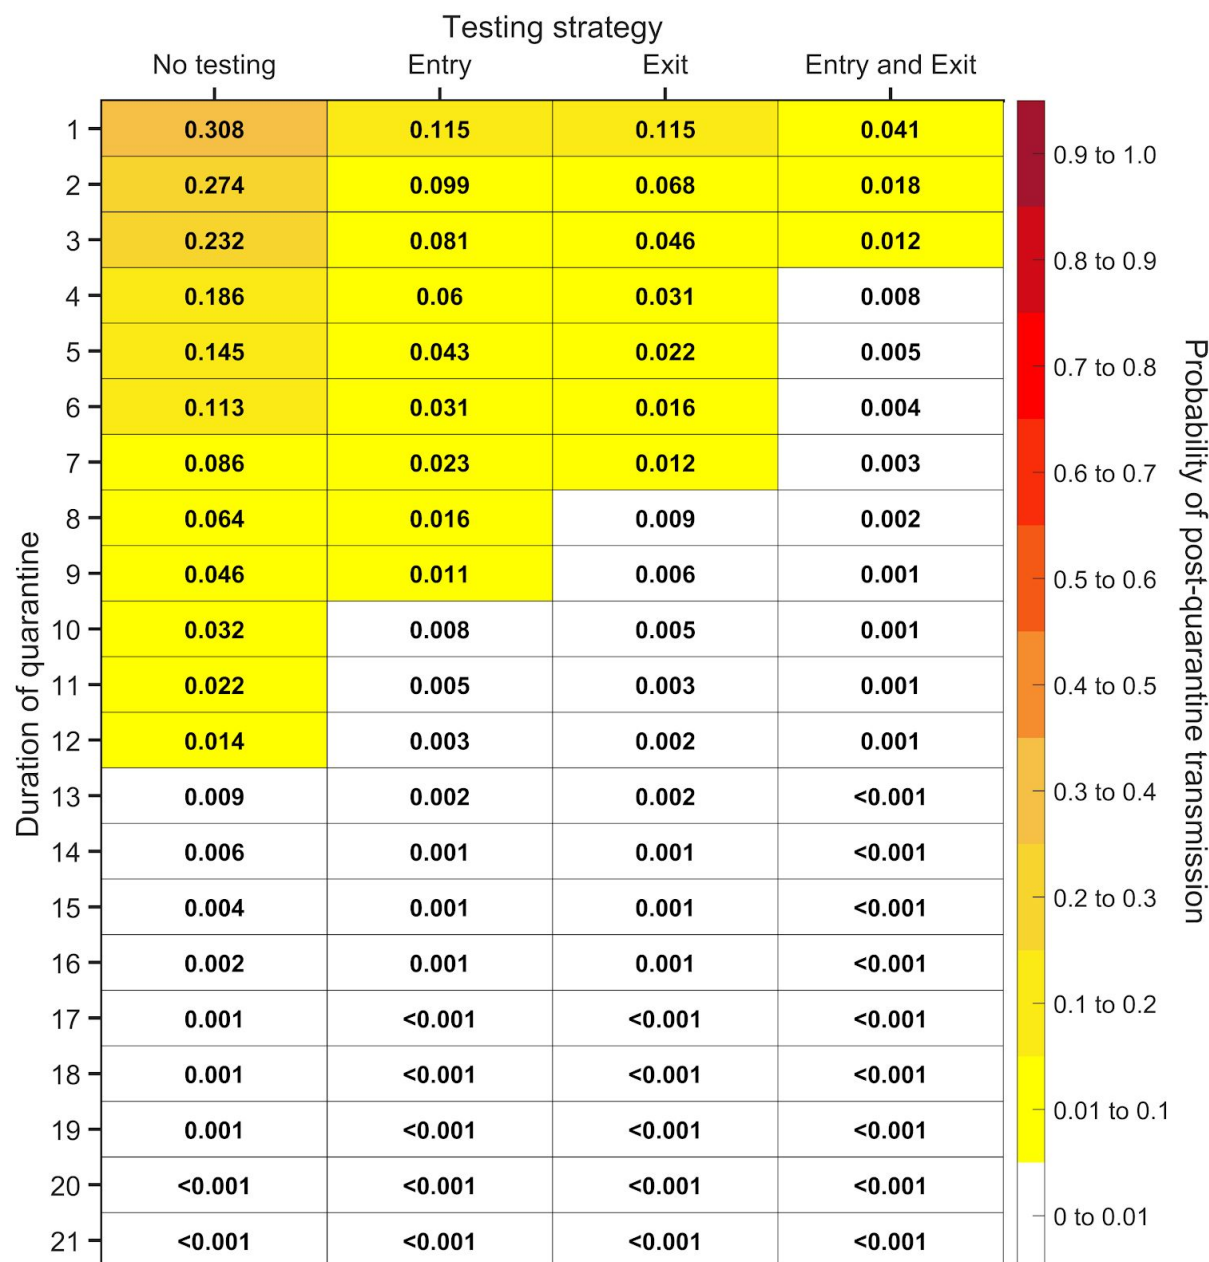 Testing strategy
No testing Entry Exit Entry and Exit
1 0.308 0.115 0.115 0.041
2 0.274 0.099 0.068 0.018
3 0.232 0.081 0.046 0.012
4 0.186 0.06 0.031 0.008
5 0.145 0.043 0.022 0.005
6 0.113 0.031 0.016 0.004
7 0.086 0.023 0.012 0.003
8 0.064 0.016 0.009 0.002
9 0.046 0.011 0.006 0.001
10 0.032 0.008 0.005 0.001
11 0.022 0.005 0.003 0.001
12 0.014 0.003 0.002 0.001
13 0.009 0.002 0.002 <0.001
14 0.006 0.001 0.001 <0.001
15 0.004 0.001 0.001 <0.001
16 0.002 0.001 0.001 <0.001
17 0.001 <0.001 <0.001 <0.001
18 0.001 <0.001 <0.001 <0.001
19 0.001 <0.001 <0.001 <0.001
20 <0.001 <0.001 <0.001 <0.001
21 <0.001 <0.001 <0.001 <0.001
Duration of quarantine
0.9 to 1.0
0.8 to 0.9
0.7 to 0.8
0.6 to 0.7
0.5 to 0.6
0.4 to 0.5
0.3 to 0.4
0.2 to 0.3
0.1 to 0.2
0.01 to 0.1
0 to 0.01
Probability of post-quarantine transmission